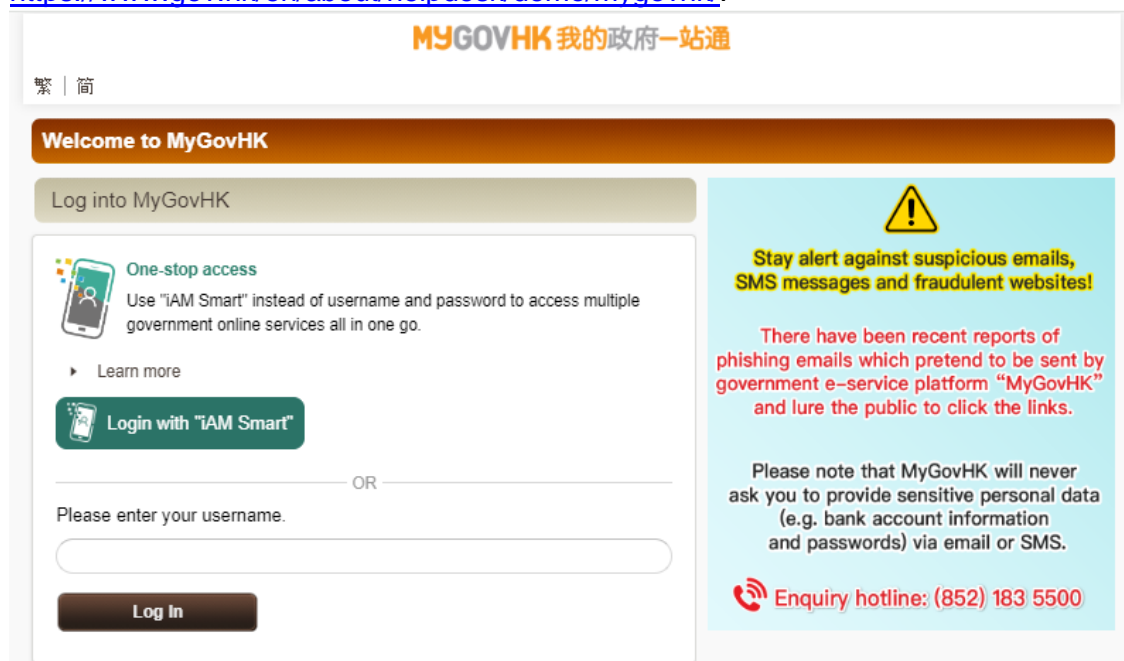 MYGOVHK 我的政府一站通
繁 | 简
Welcome to MyGovHK
Log into MyGovHK
One-stop access
Use "iAM Smart" instead of username and password to access multiple
government online services all in one go.
Learn more
Login with "iAM Smart"
OR
Please enter your username.
Log In
Stay alert against suspicious emails,
SMS messages and fraudulent websites!
There have been recent reports of
phishing emails which pretend to be sent by
government e-service platform “MyGovHK”
and lure the public to click the links.
Please note that MyGovHK will never
ask you to provide sensitive personal data
(e.g. bank account information
and passwords) via email or SMS.
Enquiry hotline: (852) 183 5500